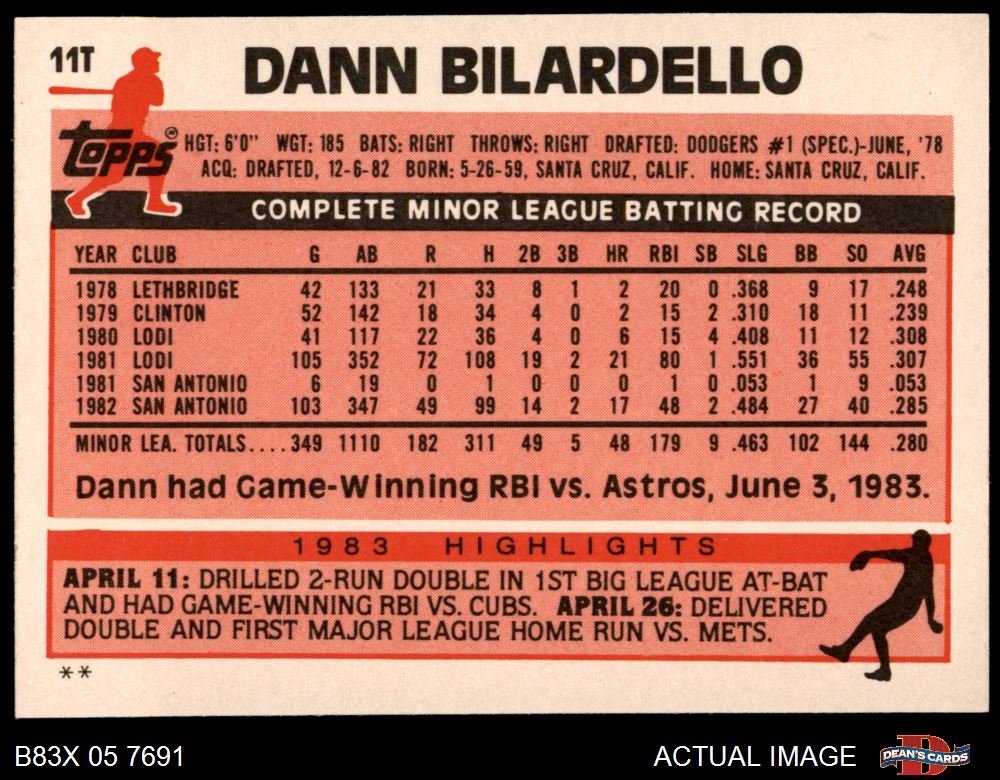 11T
DANN BILARDELLO
Topps® HGT: 6'0" WGT: 185 BATS: RIGHT THROWS: RIGHT DRAFTED: DODGERS #1 (SPEC.)-JUNE, '78
ACQ: DRAFTED, 12-6-82 BORN: 5-26-59, SANTA CRUZ, CALIF. HOME: SANTA CRUZ, CALIF.
COMPLETE MINOR LEAGUE BATTING RECORD
YEAR CLUB G AB R H 2B 3B HR RBI SB SLG BB SO AVG
1978 LETHBRIDGE 42 133 21 33 8 1 2 20 0 .368 9 17 .248
1979 CLINTON 52 142 18 34 4 0 2 15 2 .310 18 11 .239
1980 LODI 41 117 22 36 4 0 6 15 4 .408 11 12 .308
1981 LODI 105 352 72 108 19 2 21 80 1 .551 36 55 .307
1981 SAN ANTONIO 6 19 0 1 0 0 0 1 0 .053 1 9 .053
1982 SAN ANTONIO 103 347 49 99 14 2 17 48 2 .484 27 40 .285
MINOR LEA. TOTALS.... 349 1110 182 311 49 5 48 179 9 .463 102 144 .280
Dann had Game-Winning RBI vs. Astros, June 3, 1983.
1983 HIGHLIGHTS
APRIL 11: DRILLED 2-RUN DOUBLE IN 1ST BIG LEAGUE AT-BAT
AND HAD GAME-WINNING RBI VS. CUBS. APRIL 26: DELIVERED
DOUBLE AND FIRST MAJOR LEAGUE HOME RUN VS. METS.
**
B83X 05 7691 ACTUAL IMAGE DEAN'S CARDS